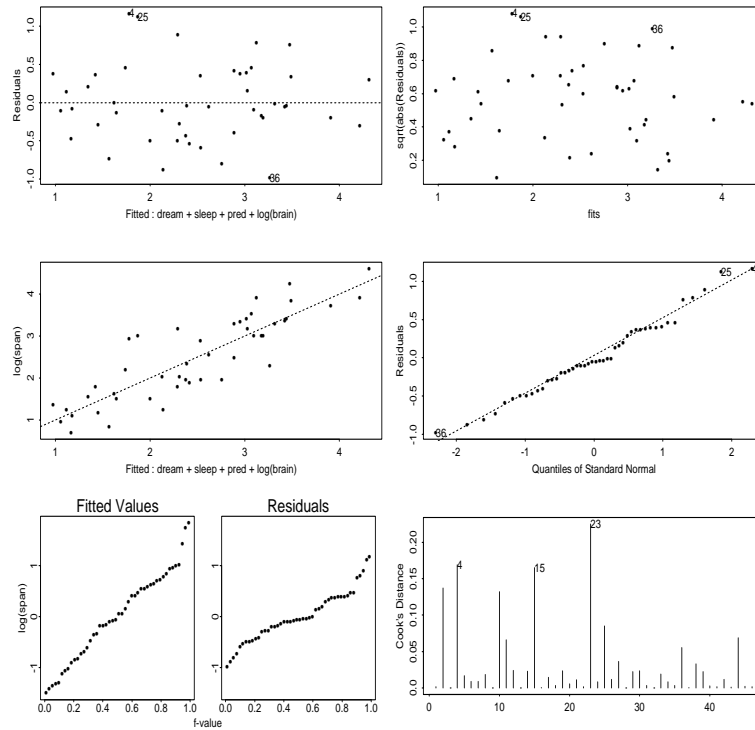 4
25
36
Residuals
-1.0 -0.5 0.0 0.5 1.0
1 2 3 4
Fitted : dream + sleep + pred + log(brain)
4
25
36
sqrt(abs(Residuals))
0.2 0.4 0.6 0.8 1.0
1 2 3 4
fits
log(span)
1 2 3 4
1 2 3 4
Fitted : dream + sleep + pred + log(brain)
25
36
Residuals
-1.0 -0.5 0.0 0.5 1.0
-2 -1 0 1 2
Quantiles of Standard Normal
Fitted Values
Residuals
log(span)
-1 0 1
-1 0 1
0.0 0.2 0.4 0.6 0.8 1.0
0.0 0.2 0.4 0.6 0.8 1.0
f-value
23
4
15
Cook's Distance
0.0 0.05 0.10 0.15 0.20
0 10 20 30 40